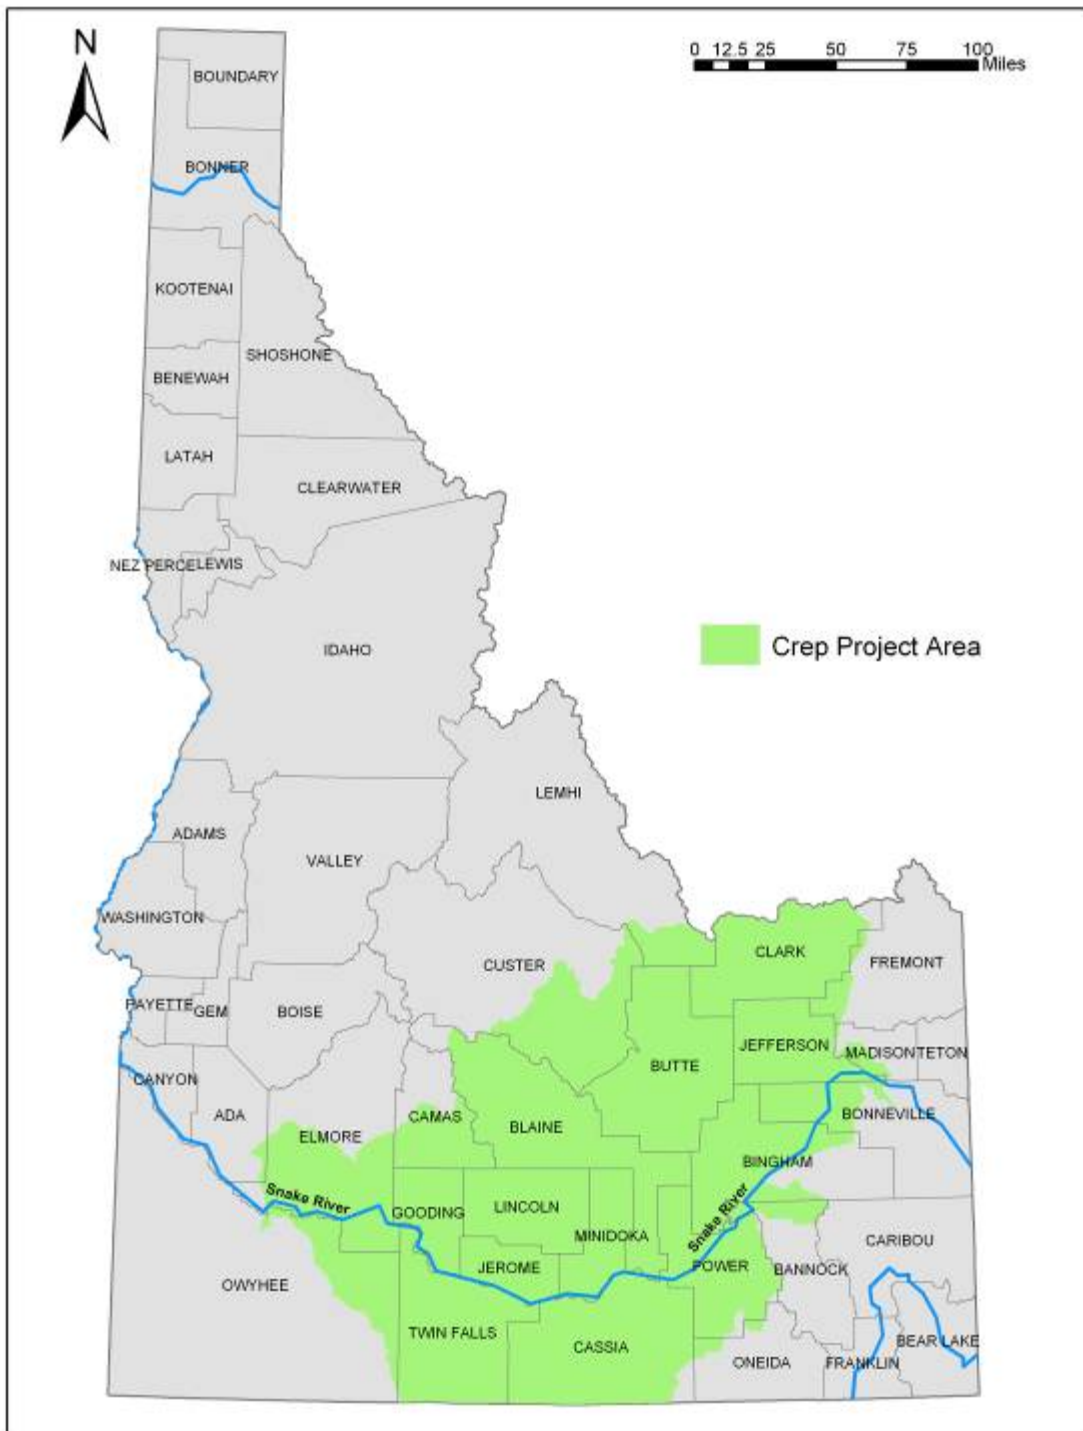 N
0 12.5 25 50 75 100
Miles
BOUNDARY
BONNER
KOOTENAI
SHOSHONE
BENEWAH
LATAH
CLEARWATER
NEZ PERCE
LEWIS
IDAHO
Crep Project Area
LEMHI
ADAMS
VALLEY
WASHINGTON
CUSTER
CLARK
FREMONT
PAYETTE
GEM
BOISE
JEFFERSON
MADISON
TETON
BUTTE
CANYON
ADA
CAMAS
BLAINE
BONNEVILLE
ELMORE
BINGHAM
Snake River
GOODING
LINCOLN
MINIDOKA
Snake River
CARIBOU
JEROME
POWER
BANNOCK
OWYHEE
TWIN FALLS
CASSIA
ONEIDA
FRANKLIN
BEAR LAKE